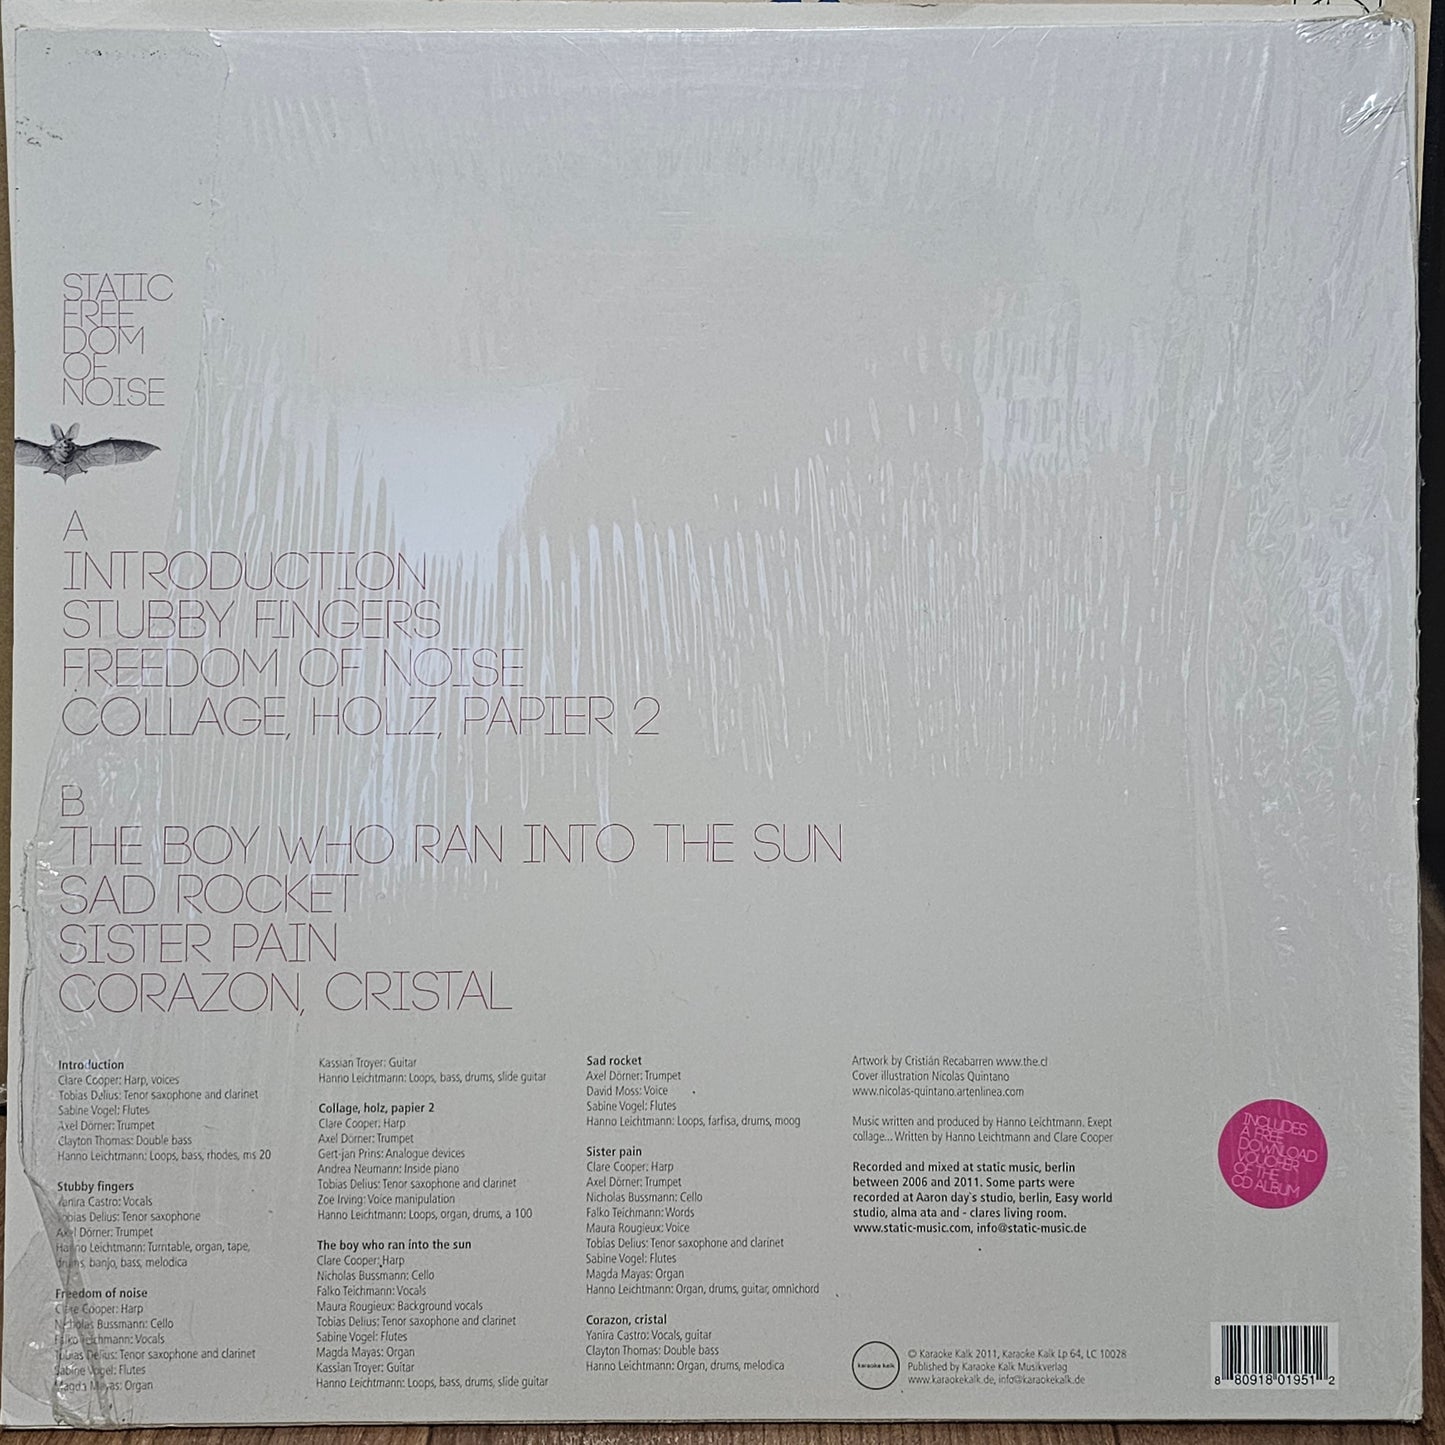 STATIC
FREE
DOM
OF
NOISE
A
INTRODUCTION
STUBBY FINGERS
FREEDOM OF NOISE
COLLAGE, HOLZ, PAPIER 2
B
THE BOY WHO RAN INTO THE SUN
SAD ROCKET
SISTER PAIN
CORAZON, CRISTAL
Introduction
Clare Cooper: Harp, voices
Tobias Delius: Tenor saxophone and clarinet
Sabine Vogel: Flutes
Axel Dörner: Trumpet
Clayton Thomas: Double bass
Hanno Leichtmann: Loops, bass, rhodes, ms 20
Stubby fingers
Yanira Castro: Vocals
Tobias Delius: Tenor saxophone
Axel Dörner: Trumpet
Hanno Leichtmann: Turntable, organ, tape,
drums, banjo, bass, melodica
Freedom of noise
Clare Cooper: Harp
Nicholas Bussmann: Cello
Falko Teichmann: Vocals
Tobias Delius: Tenor saxophone and clarinet
Sabine Vogel: Flutes
Magda Mayas: Organ
Kassian Troyer: Guitar
Hanno Leichtmann: Loops, bass, drums, slide guitar
Collage, holz, papier 2
Clare Cooper: Harp
Axel Dörner: Trumpet
Gert-jan Prins: Analogue devices
Andrea Neumann: Inside piano
Tobias Delius: Tenor saxophone and clarinet
Zoe Irving: Voice manipulation
Hanno Leichtmann: Loops, organ, drums, a 100
The boy who ran into the sun
Clare Cooper: Harp
Nicholas Bussmann: Cello
Falko Teichmann: Vocals
Maura Rougieux: Background vocals
Tobias Delius: Tenor saxophone and clarinet
Sabine Vogel: Flutes
Magda Mayas: Organ
Kassian Troyer: Guitar
Hanno Leichtmann: Loops, bass, drums, slide guitar
Sad rocket
Axel Dörner: Trumpet
David Moss: Voice
Sabine Vogel: Flutes
Hanno Leichtmann: Loops, farfisa, drums, moog
Sister pain
Clare Cooper: Harp
Axel Dörner: Trumpet
Nicholas Bussmann: Cello
Falko Teichmann: Words
Maura Rougieux: Voice
Tobias Delius: Tenor saxophone and clarinet
Sabine Vogel: Flutes
Magda Mayas: Organ
Hanno Leichtmann: Organ, drums, guitar, omnichord
Corazon, cristal
Yanira Castro: Vocals, guitar
Clayton Thomas: Double bass
Hanno Leichtmann: Organ, drums, melodica
Artwork by Cristián Recabarren www.the.cl
Cover illustration Nicolas Quintano
www.nicolas-quintano.artenlinea.com
Music written and produced by Hanno Leichtmann. Exept
collage... Written by Hanno Leichtmann and Clare Cooper
Recorded and mixed at static music, berlin
between 2006 and 2011. Some parts were
recorded at Aaron day`s studio, berlin, Easy world
studio, alma ata and - clares living room.
www.static-music.com, info@static-music.de
INCLUDES
A FREE
DOWNLOAD
VOUCHER
OF THE
CD ALBUM
karaoke kalk
© Karaoke Kalk 2011, Karaoke Kalk Lp 64, LC 10028
Published by Karaoke Kalk Musikverlag
www.karaokekalk.de, info@karaokekalk.de
8 80918 01951 2